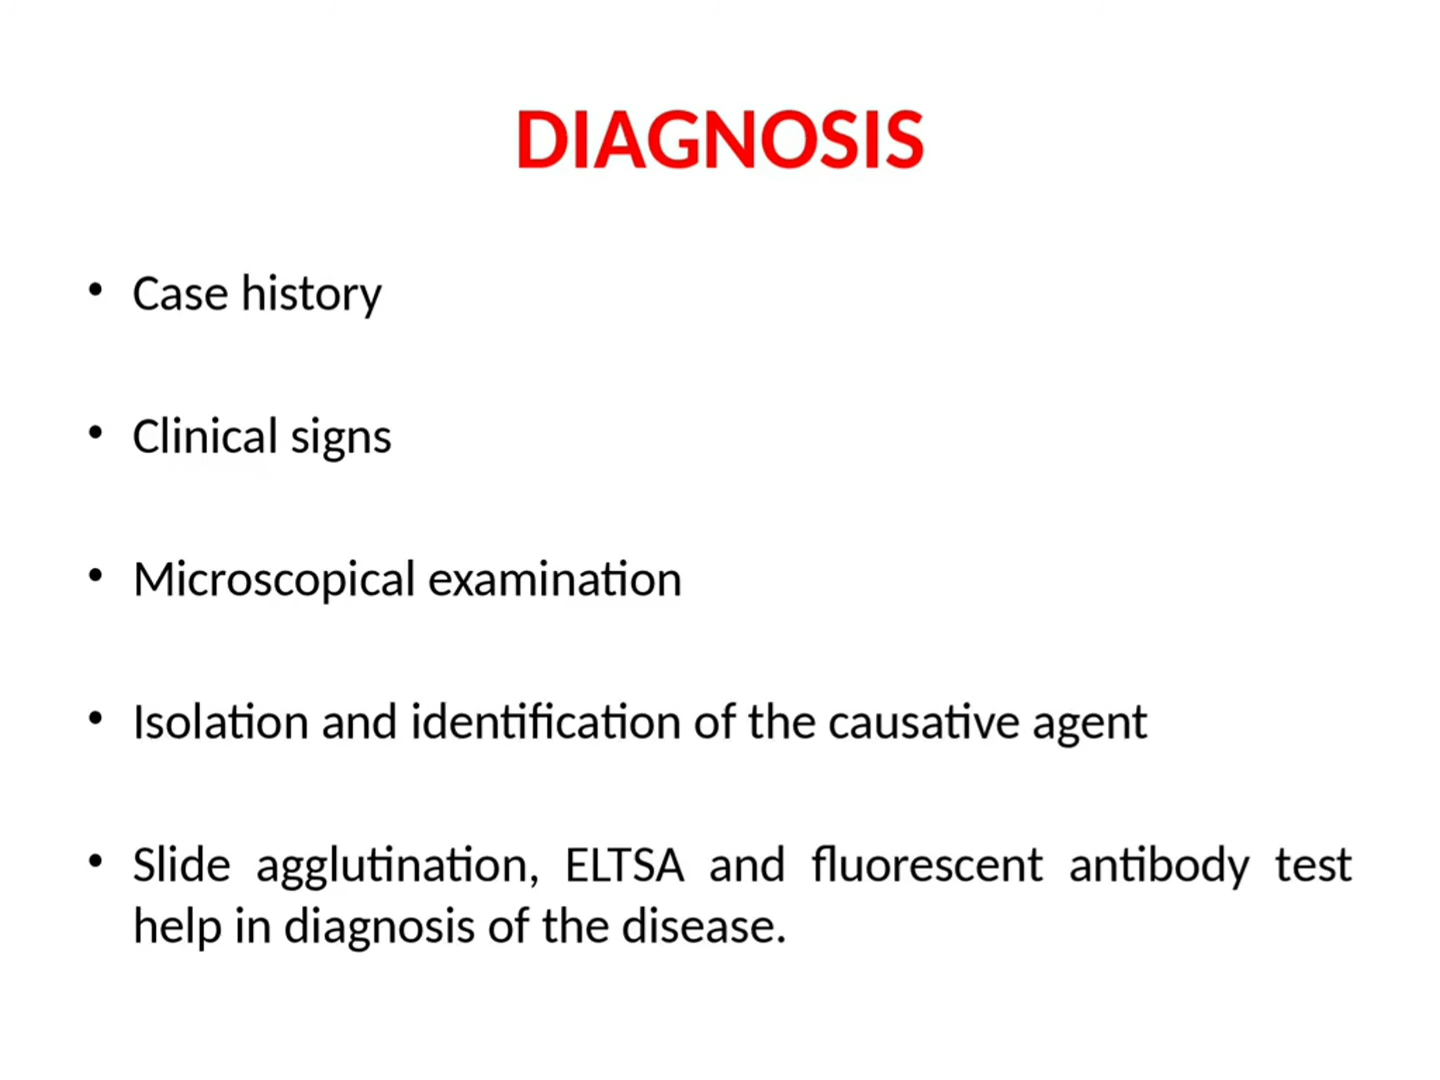 DIAGNOSIS
• Case history
• Clinical signs
• Microscopical examination
• Isolation and identification of the causative agent
• Slide agglutination, ELTSA and fluorescent antibody test
help in diagnosis of the disease.